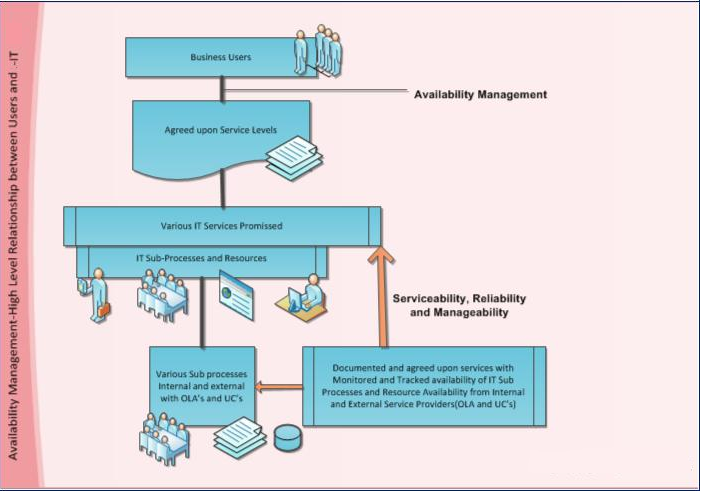 Availability Management-High Level Relationship between Users and .-IT
Business Users
Availability Management
Agreed upon Service Levels
Various IT Services Promissed
IT Sub-Processes and Resources
Serviceability, Reliability
and Manageability
Various Sub processes
Internal and external
with OLA's and UC's
Documented and agreed upon services with
Monitored and Tracked availability of IT Sub
Processes and Resource Availability from Internal
and External Service Providers(OLA and UC's)